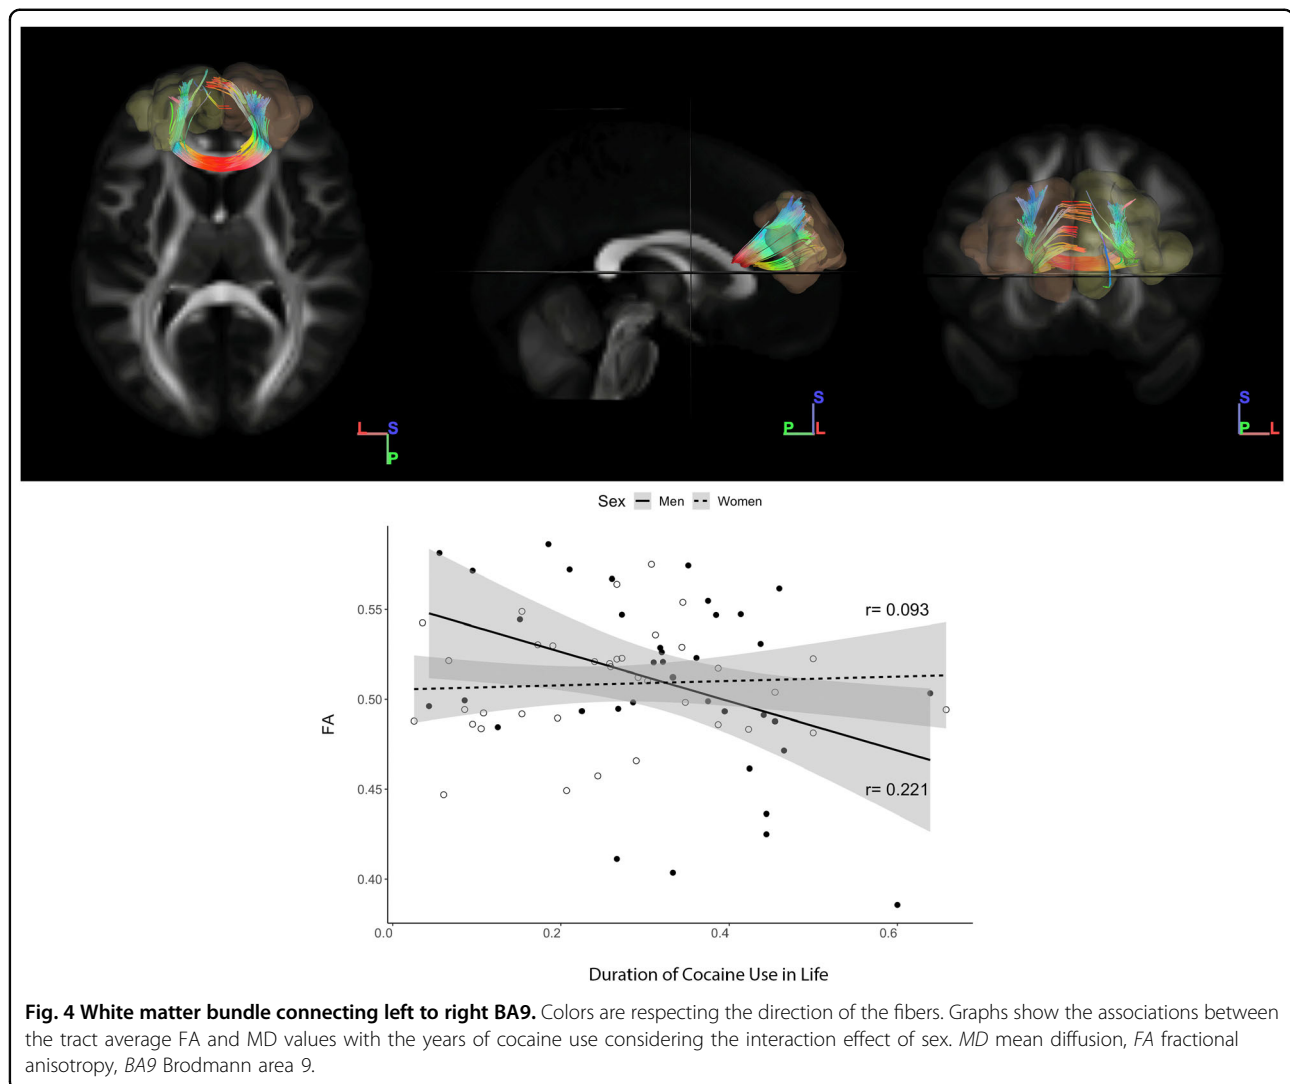 L S
P
S
P L
S
P L
Sex Men Women
0.55
0.50
0.45
0.40
FA
r= 0.093
r= 0.221
0.0 0.2 0.4 0.6
Duration of Cocaine Use in Life
Fig. 4 White matter bundle connecting left to right BA9. Colors are respecting the direction of the fibers. Graphs show the associations between
the tract average FA and MD values with the years of cocaine use considering the interaction effect of sex. MD mean diffusion, FA fractional
anisotropy, BA9 Brodmann area 9.